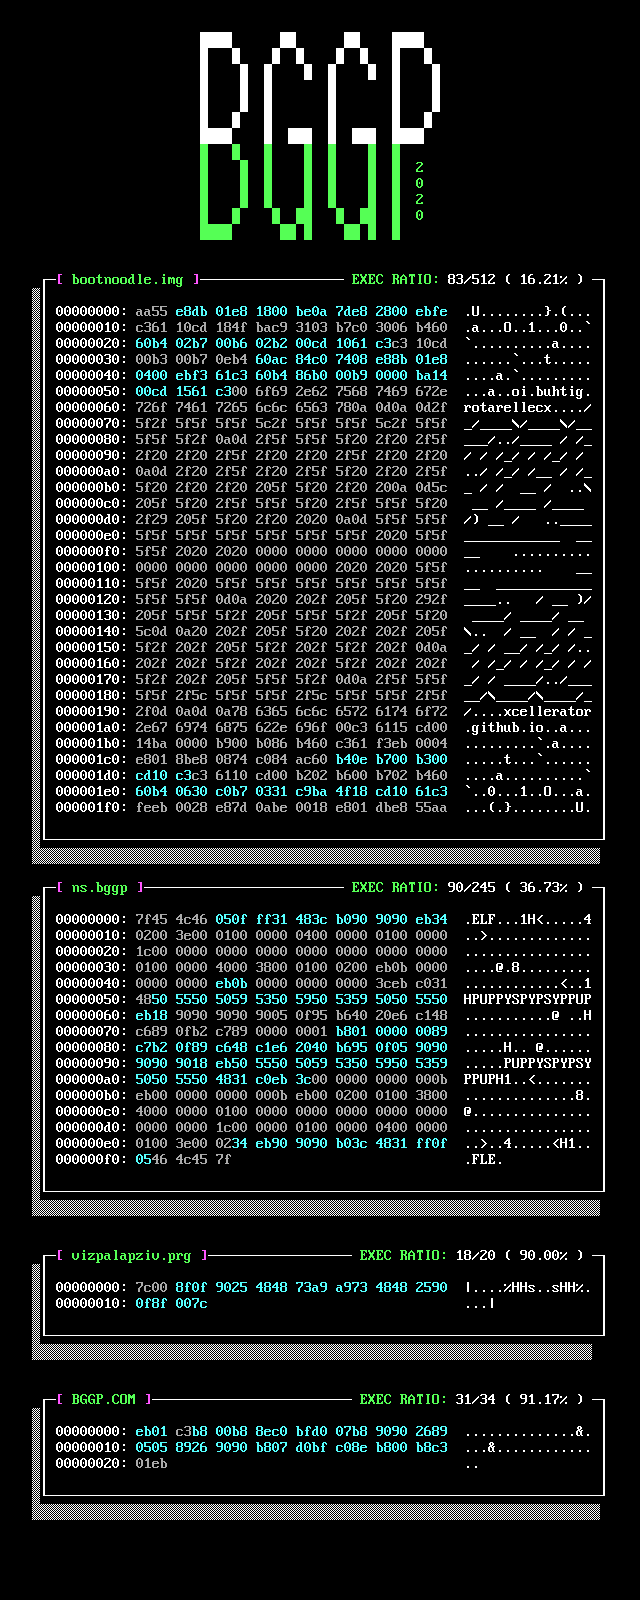 BGGP
2
0
2
0
[ bootnoodle.img ] EXEC RATIO: 83/512 ( 16.21% )
00000000: aa55 e8db 01e8 1800 be0a 7de8 2800 ebfe .U........}.(...
00000010: c361 10cd 184f bac9 3103 b7c0 3006 b460 .a...O..1...0..`
00000020: 60b4 02b7 00b6 02b2 00cd 1061 c3c3 10cd `..........a....
00000030: 00b3 00b7 0eb4 60ac 84c0 7408 e88b 01e8 ......`...t.....
00000040: 0400 ebf3 61c3 60b4 86b0 00b9 0000 ba14 ....a.`.........
00000050: 00cd 1561 c300 6f69 2e62 7568 7469 672e ...a..oi.buhtig.
00000060: 726f 7461 7265 6c6c 6563 780a 0d0a 0d2f rotarellecx..../
00000070: 5f2f 5f5f 5f5f 5c2f 5f5f 5f5f 5c2f 5f5f _/____\/____\/__
00000080: 5f5f 5f2f 0a0d 2f5f 5f5f 5f20 2f20 2f5f ___/../____ / /_
00000090: 2f20 2f20 2f5f 2f20 2f20 2f5f 2f20 2f20 / / /_/ / /_/ / 
000000a0: 0a0d 2f20 2f5f 2f20 2f5f 5f20 2f20 2f5f ../ /_/ /__ / /_
000000b0: 5f20 2f20 2f20 205f 5f20 2f20 200a 0d5c _ / /  __ /  ..\
000000c0: 205f 5f20 2f5f 5f5f 5f20 2f5f 5f5f 5f20  __ /____ /____ 
000000d0: 2f29 205f 5f20 2f20 2020 0a0d 5f5f 5f5f /) __ /   ..____
000000e0: 5f5f 5f5f 5f5f 5f5f 5f5f 5f5f 2020 5f5f ____________  __
000000f0: 5f5f 2020 2020 0000 0000 0000 0000 0000 __    ..........
00000100: 0000 0000 0000 0000 0000 2020 2020 5f5f ..........    __
00000110: 5f5f 2020 5f5f 5f5f 5f5f 5f5f 5f5f 5f5f __  ____________
00000120: 5f5f 5f5f 0d0a 2020 202f 205f 5f20 292f ____..   / __ )/
00000130: 205f 5f5f 5f2f 205f 5f5f 5f2f 205f 5f20  ____/ ____/ __ 
00000140: 5c0d 0a20 202f 205f 5f20 202f 202f 205f \..  / __  / / _
00000150: 5f2f 202f 205f 5f2f 202f 5f2f 202f 0d0a _/ / __/ /_/ /..
00000160: 202f 202f 5f2f 202f 202f 5f2f 202f 202f  / /_/ / /_/ / /
00000170: 5f2f 202f 205f 5f5f 5f2f 0d0a 2f5f 5f5f _/ / ____/../___
00000180: 5f5f 2f5c 5f5f 5f5f 2f5c 5f5f 5f5f 2f5f __/\____/\____/_
00000190: 2f0d 0a0d 0a78 6365 6c6c 6572 6174 6f72 /....xcellerator
000001a0: 2e67 6974 6875 622e 696f 00c3 6115 cd00 .github.io..a...
000001b0: 14ba 0000 b900 b086 b460 c361 f3eb 0004 .........`.a....
000001c0: e801 8be8 0874 c084 ac60 b40e b700 b300 .....t...`......
000001d0: cd10 c3c3 6110 cd00 b202 b600 b702 b460 ....a..........`
000001e0: 60b4 0630 c0b7 0331 c9ba 4f18 cd10 61c3 `..0...1..O...a.
000001f0: feeb 0028 e87d 0abe 0018 e801 dbe8 55aa ...(.}........U.
[ ns.bggp ] EXEC RATIO: 90/245 ( 36.73% )
00000000: 7f45 4c46 050f ff31 483c b090 9090 eb34 .ELF...1H<.....4
00000010: 0200 3e00 0100 0000 0400 0000 0100 0000 ..>.............
00000020: 1c00 0000 0000 0000 0000 0000 0000 0000 ................
00000030: 0100 0000 4000 3800 0100 0200 eb0b 0000 ....@.8.........
00000040: 0000 0000 eb0b 0000 0000 3ceb c031 ..........<..1
00000050: 4850 5550 5059 5350 5950 5359 5050 5550 HPUPPYSPYPSYPPUP
00000060: eb18 9090 9090 9005 0f95 b640 20e6 c148 ...........@ ..H
00000070: c689 0fb2 c789 0000 0001 b801 0000 0089 ................
00000080: c7b2 0f89 c648 c1e6 2040 b695 0f05 9090 .....H.. @......
00000090: 9090 9018 eb50 5550 5059 5350 5950 5359 .....PUPPYSPYPSY
000000a0: 5050 5550 4831 c0eb 3c00 0000 0000 000b PPUPH1..<.......
000000b0: eb00 0000 0000 000b eb00 0200 0100 3800 ..............8.
000000c0: 4000 0000 0100 0000 0000 0000 0000 0000 @...............
000000d0: 0000 0000 1c00 0000 0100 0000 0400 0000 ................
000000e0: 0100 3e00 0234 eb90 9090 b03c 4831 ff0f ..>..4.....<H1..
000000f0: 0546 4c45 7f .FLE.
[ vizpalapziv.prg ] EXEC RATIO: 18/20 ( 90.00% )
00000000: 7c00 8f0f 9025 4848 73a9 a973 4848 2590 |....%HHs..sHH%.
00000010: 0f8f 007c ...|
[ BGGP.COM ] EXEC RATIO: 31/34 ( 91.17% )
00000000: eb01 c3b8 00b8 8ec0 bfd0 07b8 9090 2689 ..............&.
00000010: 0505 8926 9090 b807 d0bf c08e b800 b8c3 ...&............
00000020: 01eb ..